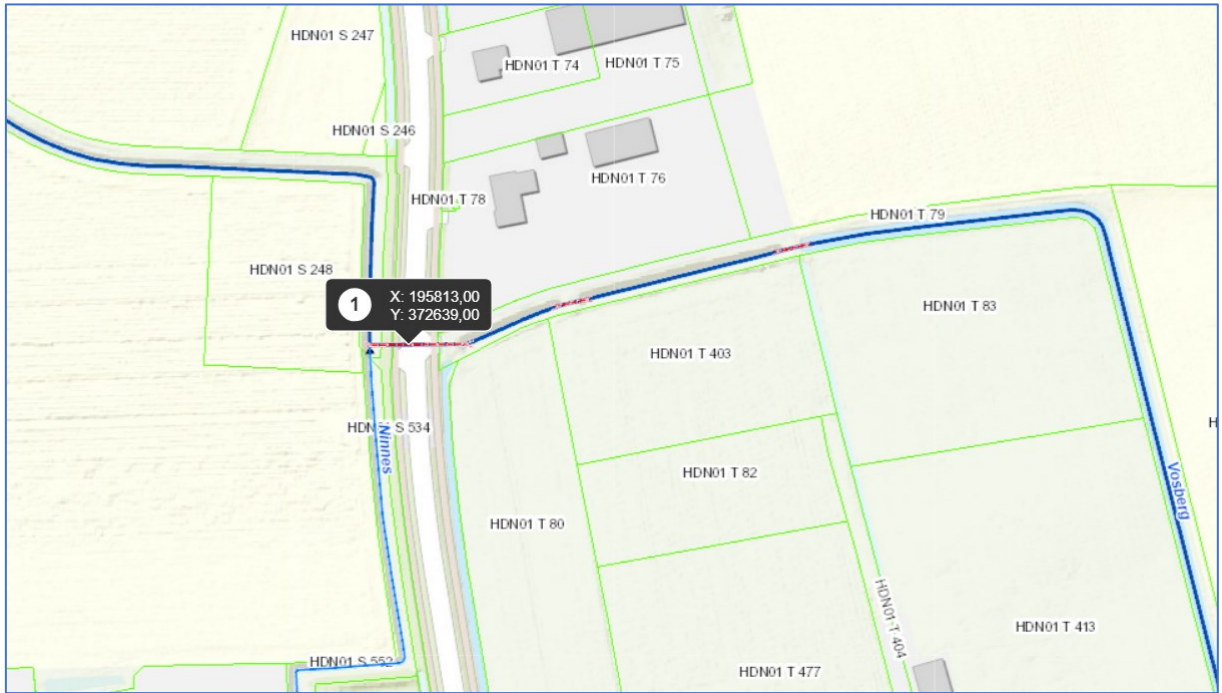 HDN01 S 247
HDN01 T 74
HDN01 T 75
HDN01 S 246
HDN01 T 76
HDN01 T 78
HDN01 T 79
HDN01 S 248
1
X: 195813,00
Y: 372639,00
HDN01 T 83
HDN01 T 403
HDN01 S 534
Ninnes
HDN01 T 82
Vosberg
HDN01 T 80
HDN01 T 404
HDN01 T 413
HDN01 S 552
HDN01 T 477
H